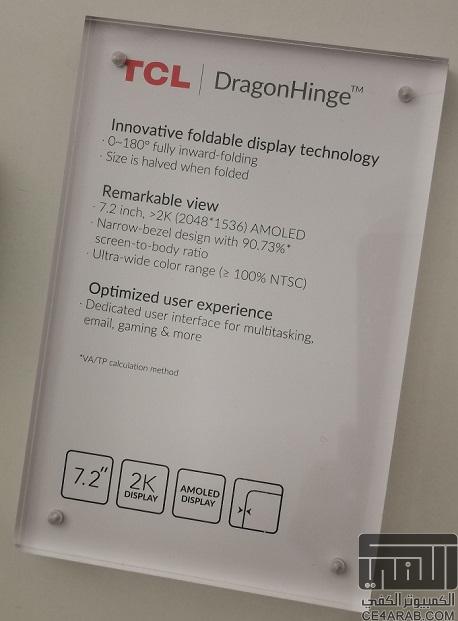 TCL | DragonHinge™
Innovative foldable display technology
· 0~180° fully inward-folding
· Size is halved when folded
Remarkable view
· 7.2 inch, >2K (2048*1536) AMOLED
· Narrow-bezel design with 90.73%*
screen-to-body ratio
· Ultra-wide color range (≥ 100% NTSC)
Optimized user experience
· Dedicated user interface for multitasking,
email, gaming & more
*VA/TP calculation method
7.2"
2K
DISPLAY
AMOLED
DISPLAY
الكمبيوتر الكفي
CE4ARAB.COM